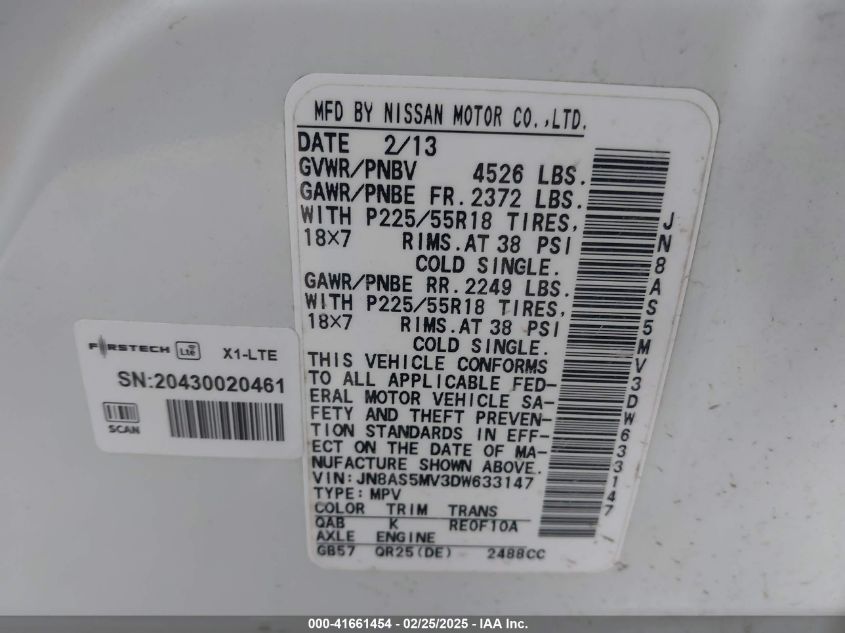 MFD BY NISSAN MOTOR CO.,LTD.
DATE 2/13
GVWR/PNBV 4526 LBS.
GAWR/PNBE FR. 2372 LBS.
WITH P225/55R18 TIRES,
18×7 RIMS. AT 38 PSI
COLD SINGLE.
GAWR/PNBE RR. 2249 LBS.
WITH P225/55R18 TIRES,
18×7 RIMS. AT 38 PSI
COLD SINGLE.
THIS VEHICLE CONFORMS
TO ALL APPLICABLE FED-
ERAL MOTOR VEHICLE SA-
FETY AND THEFT PREVEN-
TION STANDARDS IN EFF-
ECT ON THE DATE OF MA-
NUFACTURE SHOWN ABOVE.
VIN: JN8AS5MV3DW633147
TYPE: MPV
COLOR TRIM TRANS
QAB K RE0F10A
AXLE ENGINE
GB57 QR25(DE) 2488CC
JN8AS5MV3DW633147
FIRSTECH LTE X1-LTE
SN:20430020461
SCAN
000-41661454 - 02/25/2025 - IAA Inc.